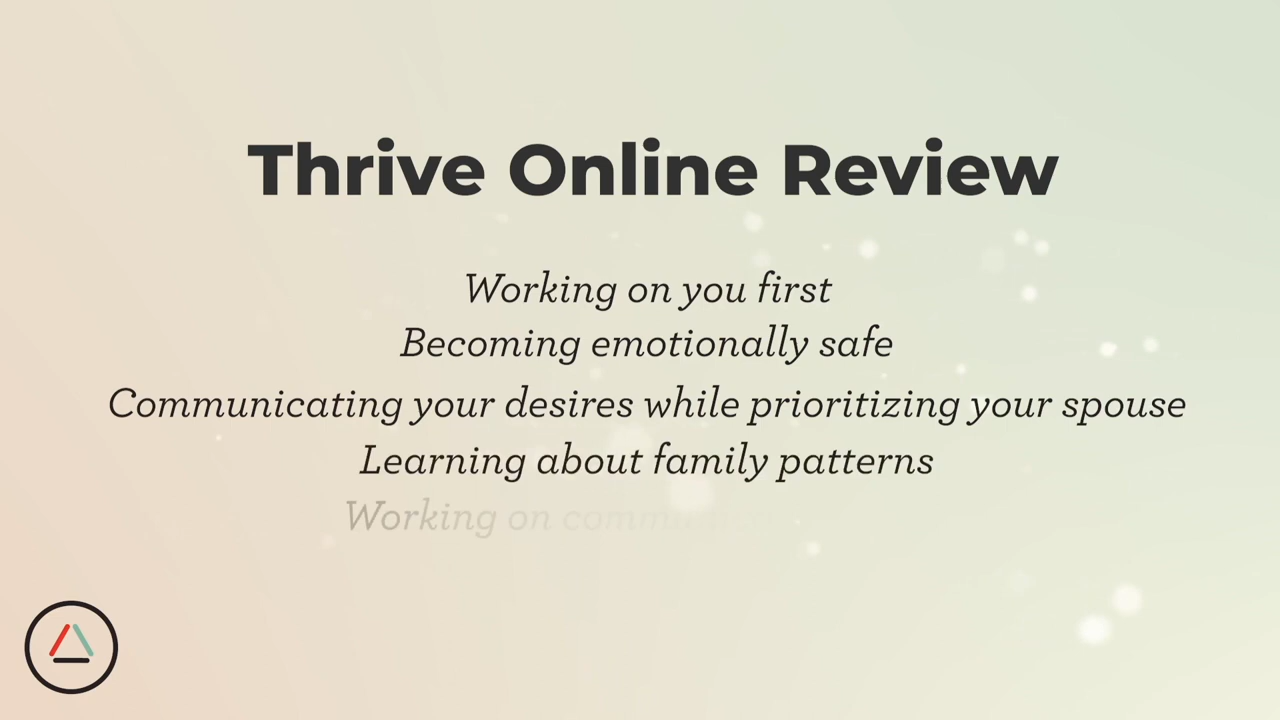 Thrive Online Review
Working on you first
Becoming emotionally safe
Communicating your desires while prioritizing your spouse
Learning about family patterns
Working on